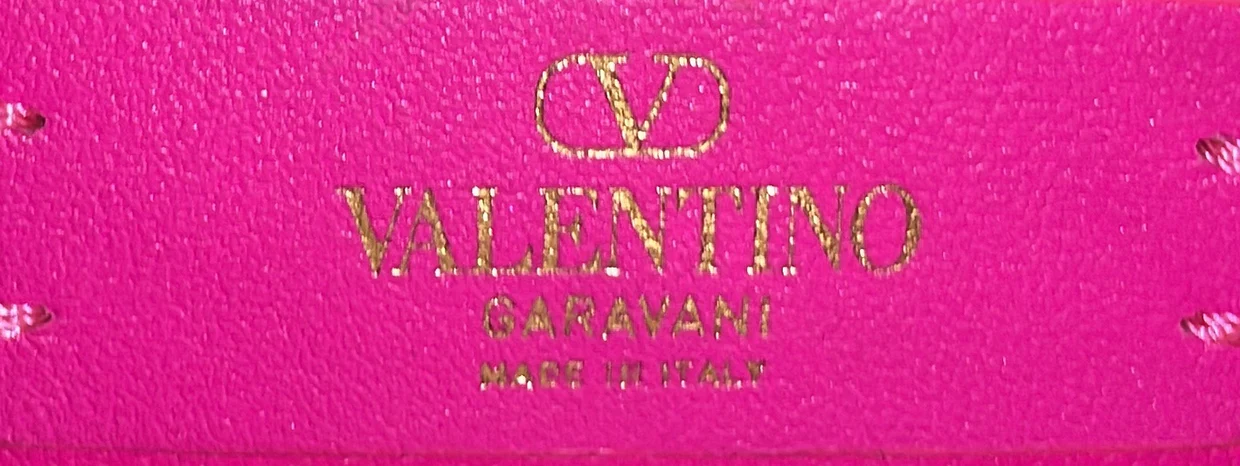 V
VALENTINO
GARAVANI
MADE IN ITALY